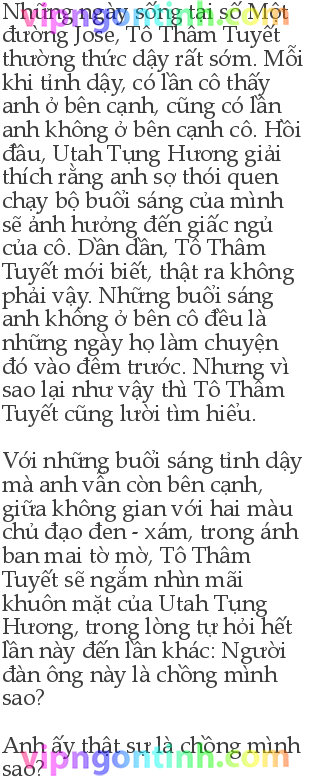 Những ngày sống tại số Một
đường José, Tô Thâm Tuyết
thường thức dậy rất sớm. Mỗi
khi tỉnh dậy, có lần cô thấy
anh ở bên cạnh, cũng có lần
anh không ở bên cạnh cô. Hồi
đầu, Utah Tụng Hương giải
thích rằng anh sợ thói quen
chạy bộ buổi sáng của mình
sẽ ảnh hưởng đến giấc ngủ
của cô. Dần dần, Tô Thâm
Tuyết mới biết, thật ra không
phải vậy. Những buổi sáng
anh không ở bên cô đều là
những ngày họ làm chuyện
đó vào đêm trước. Nhưng vì
sao lại như vậy thì Tô Thâm
Tuyết cũng lười tìm hiểu.
Với những buổi sáng tỉnh dậy
mà anh vẫn còn bên cạnh,
giữa không gian với hai màu
chủ đạo đen - xám, trong ánh
ban mai tờ mờ, Tô Thâm
Tuyết sẽ ngắm nhìn mãi
khuôn mặt của Utah Tụng
Hương, trong lòng tự hỏi hết
lần này đến lần khác: Người
đàn ông này là chồng mình
sao?
Anh ấy thật sự là chồng mình
sao?
vipngontinh.com
vipngontinh.com